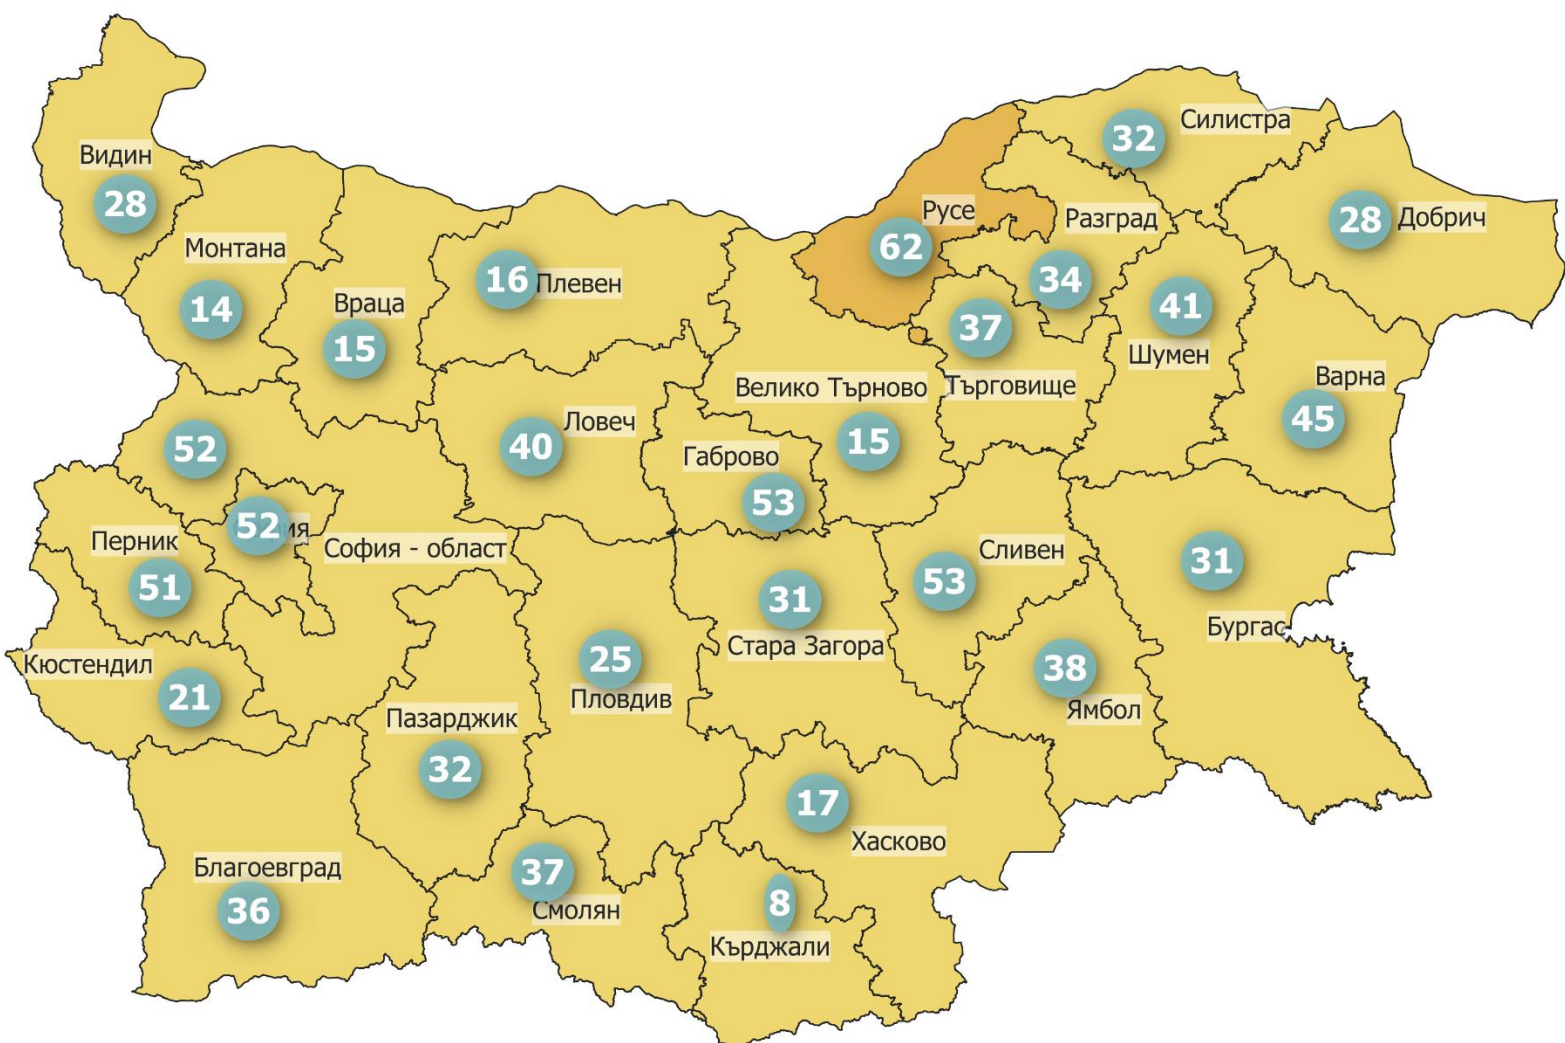 Силистра
32
Видин
28
Русе
62
Разград
34
28
Добрич
Монтана
14
16
Плевен
Враца
15
37
Търговище
41
Шумен
Варна
45
Велико Търново
15
Ловеч
40
Габрово
53
52
52
София - област
Перник
51
Сливен
53
31
Бургас
31
Стара Загора
Кюстендил
21
25
Пловдив
38
Ямбол
Пазарджик
32
17
Хасково
Благоевград
36
37
Смолян
8
Кърджали